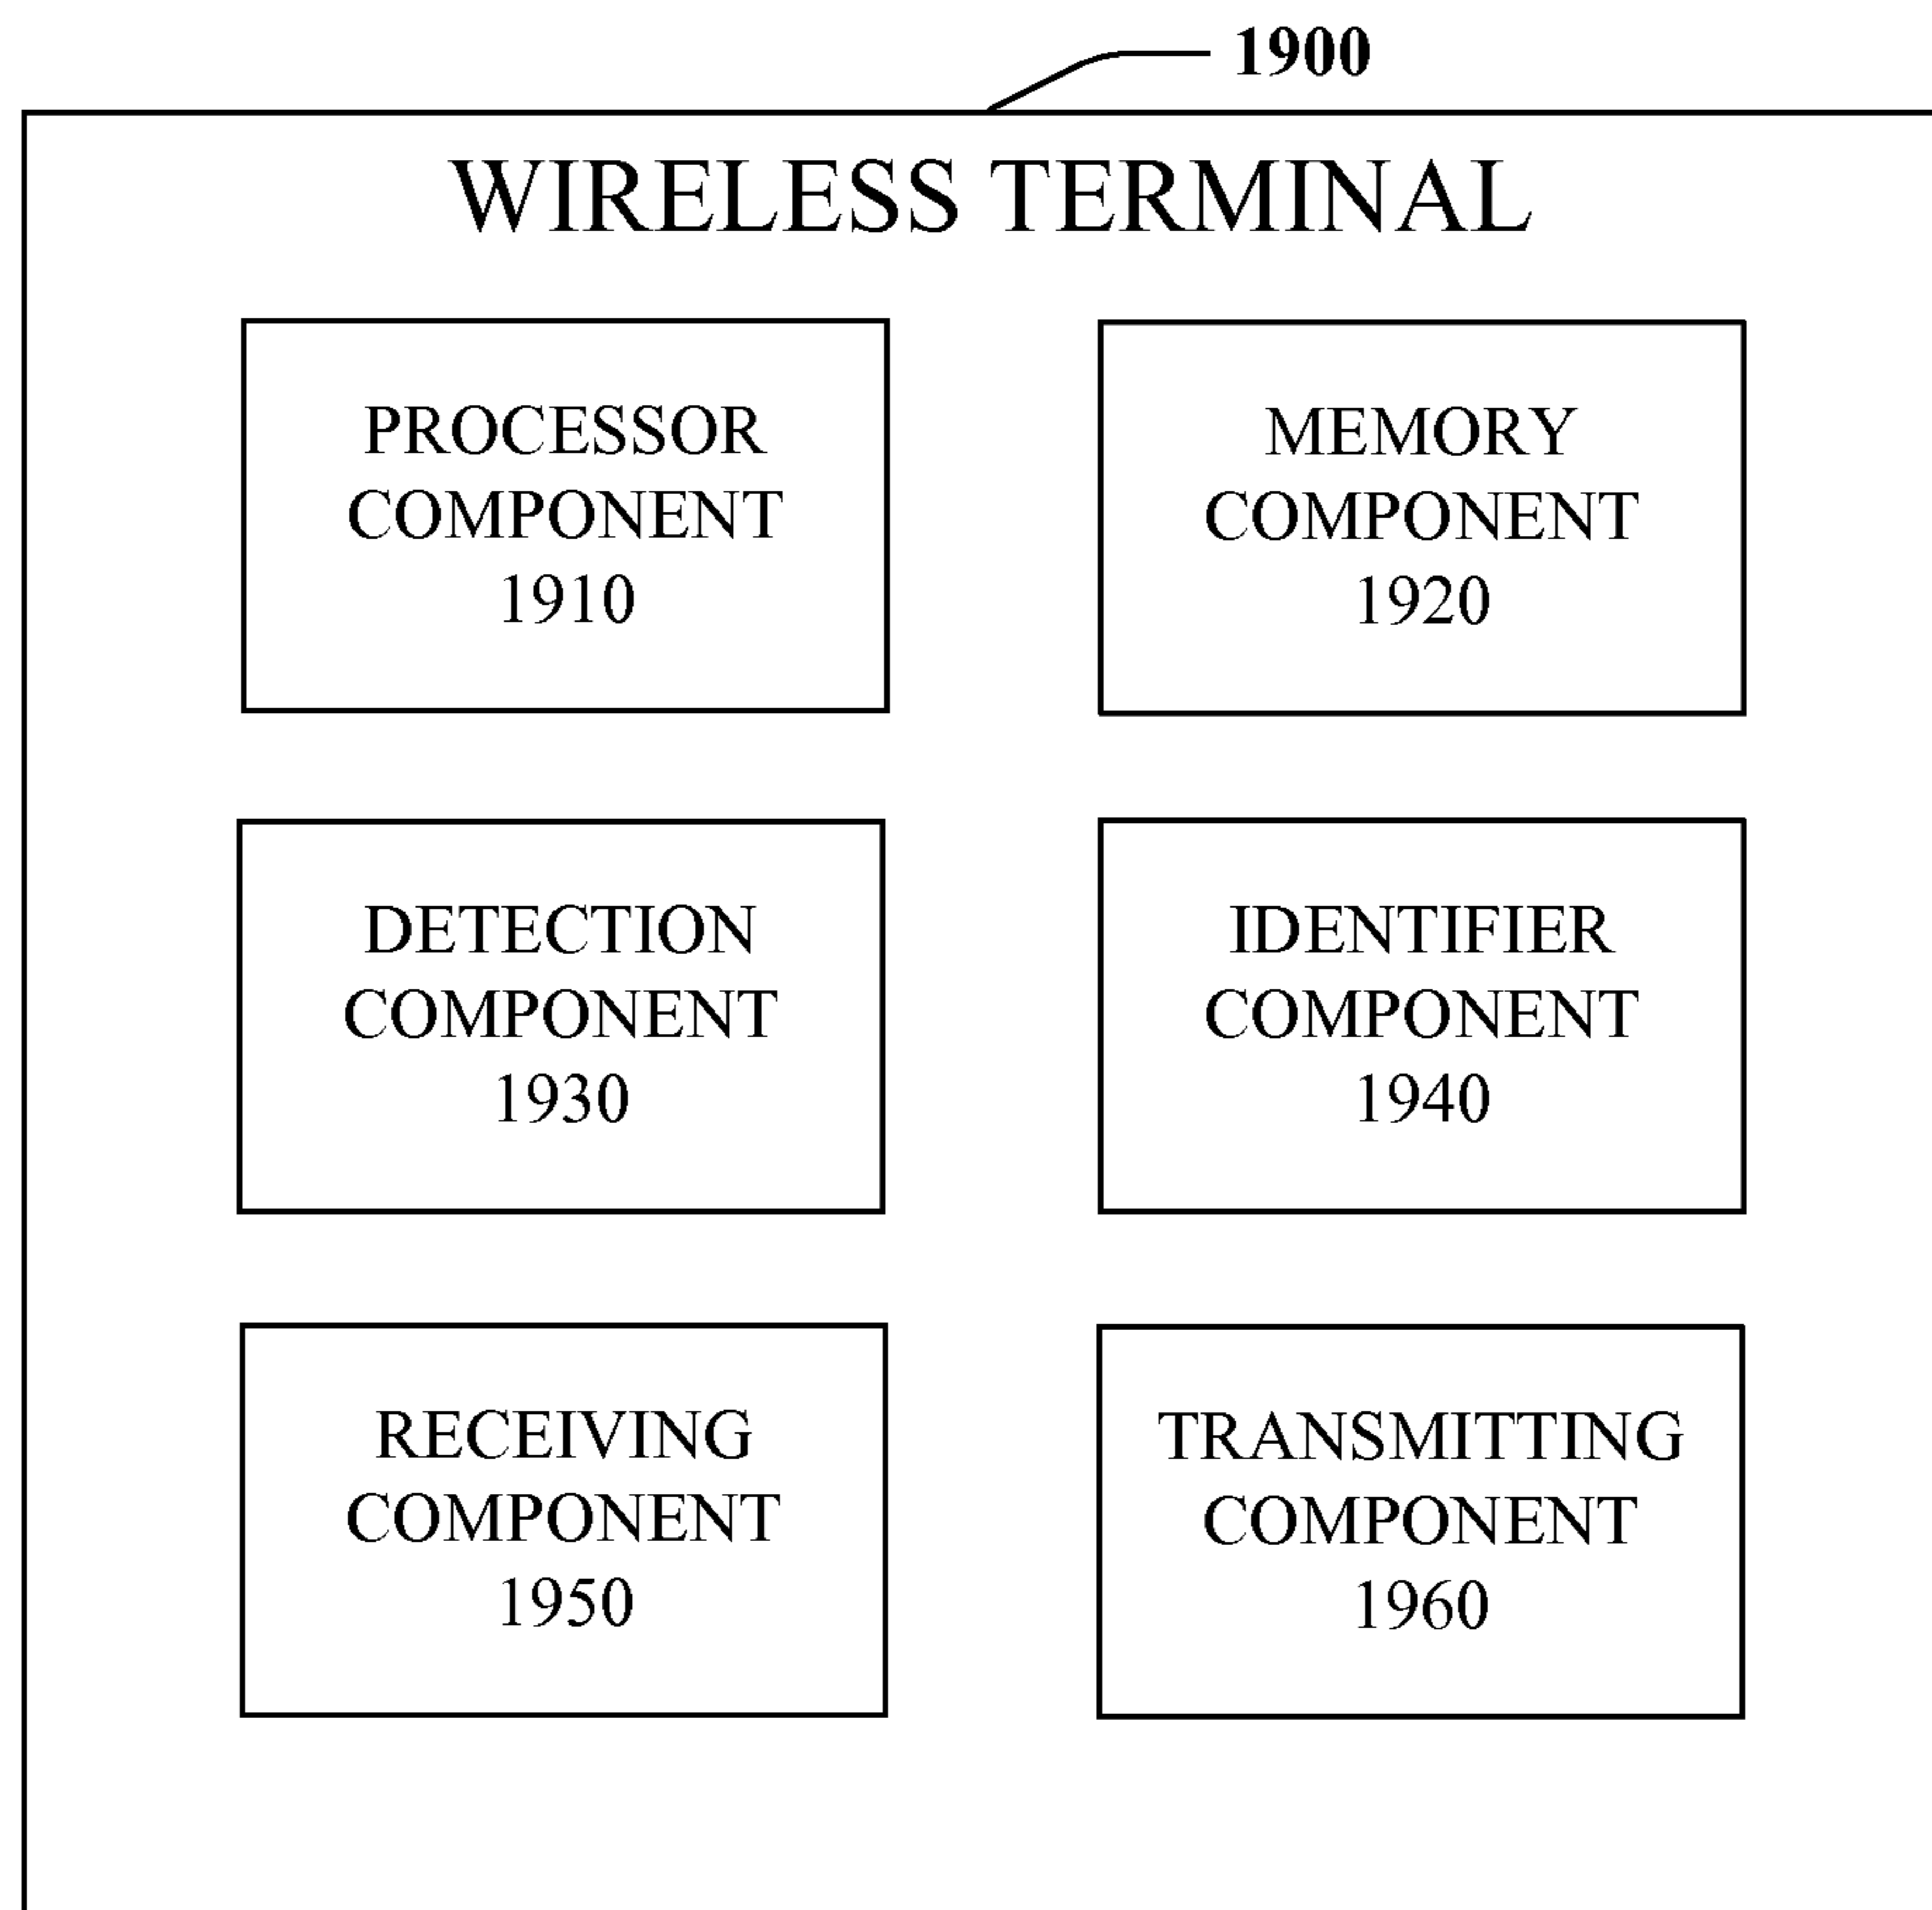 1900
WIRELESS TERMINAL
PROCESSOR
COMPONENT
1910
MEMORY
COMPONENT
1920
DETECTION
COMPONENT
1930
IDENTIFIER
COMPONENT
1940
RECEIVING
COMPONENT
1950
TRANSMITTING
COMPONENT
1960